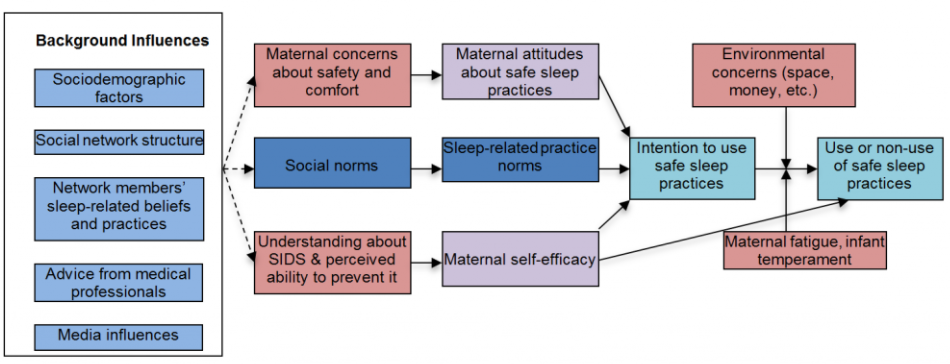 Background Influences
Sociodemographic
factors
Social network structure
Network members’
sleep-related beliefs
and practices
Advice from medical
professionals
Media influences
Maternal concerns
about safety and
comfort
Social norms
Understanding about
SIDS & perceived
ability to prevent it
Maternal attitudes
about safe sleep
practices
Sleep-related practice
norms
Maternal self-efficacy
Intention to use
safe sleep
practices
Environmental
concerns (space,
money, etc.)
Use or non-use
of safe sleep
practices
Maternal fatigue, infant
temperament